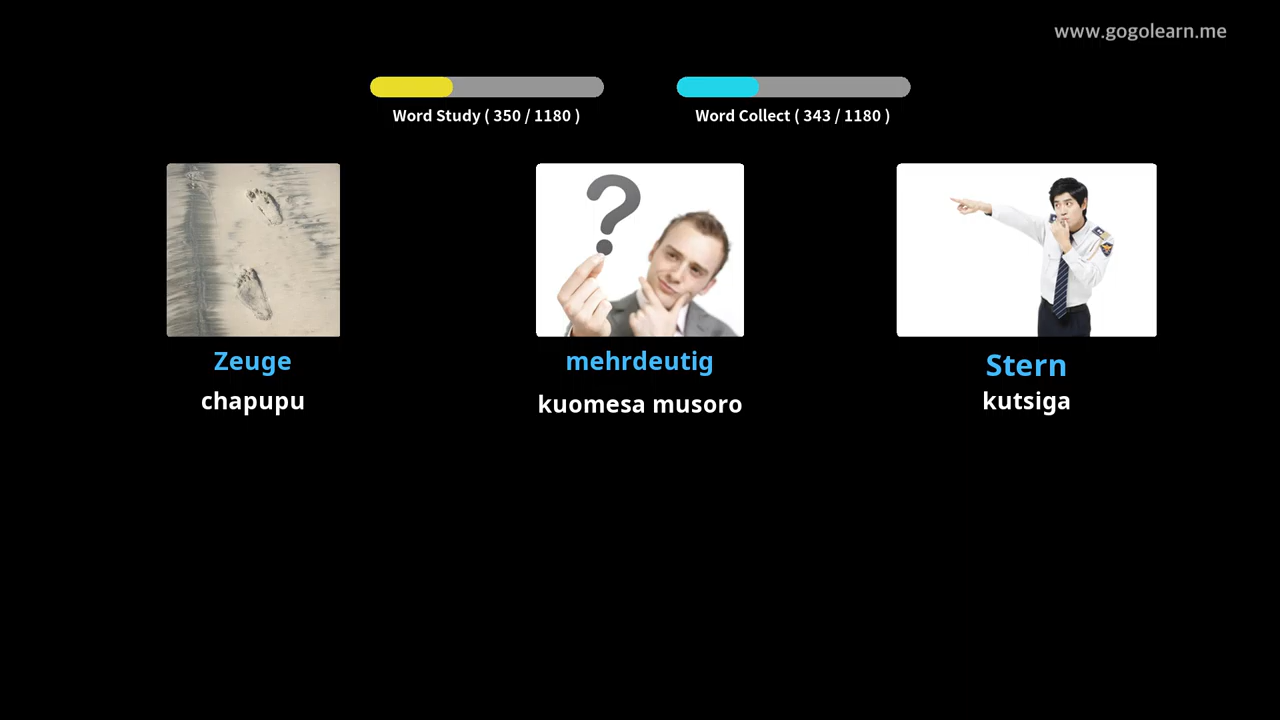 www.gogolearn.me
Word Study ( 350 / 1180 )
Word Collect ( 343 / 1180 )
Zeuge
chapupu
mehrdeutig
kuomesa musoro
Stern
kutsiga